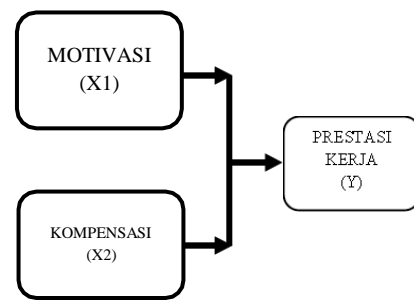 MOTIVASI
(X1)
PRESTASI
KERJA
(Y)
KOMPENSASI
(X2)